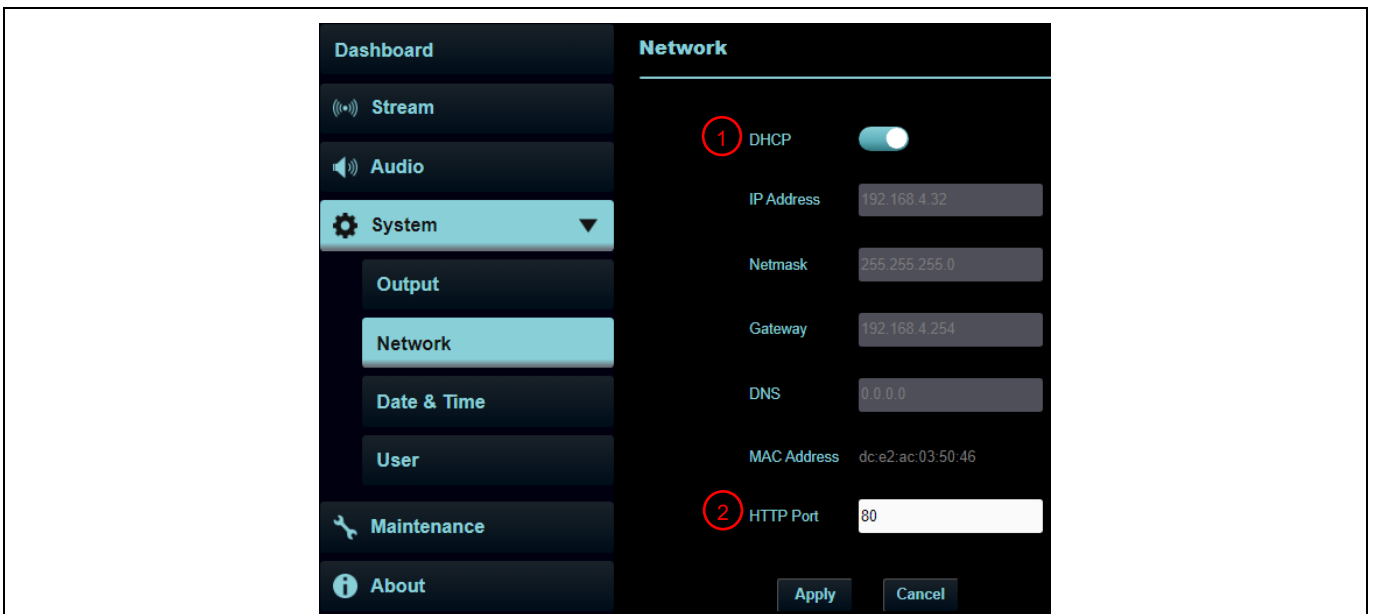 Dashboard
Stream
Audio
System
Output
Network
Date & Time
User
Maintenance
About
Network
1 DHCP
IP Address 192.168.4.32
Netmask 255.255.255.0
Gateway 192.168.4.254
DNS 0.0.0.0
MAC Address dc:e2:ac:03:50:46
2 HTTP Port 80
Apply Cancel